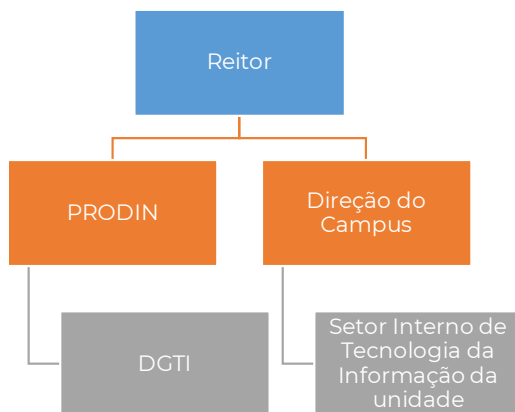 Reitor
PRODIN
Direção do
Campus
DGTI
Setor Interno de
Tecnologia da
Informação da
unidade